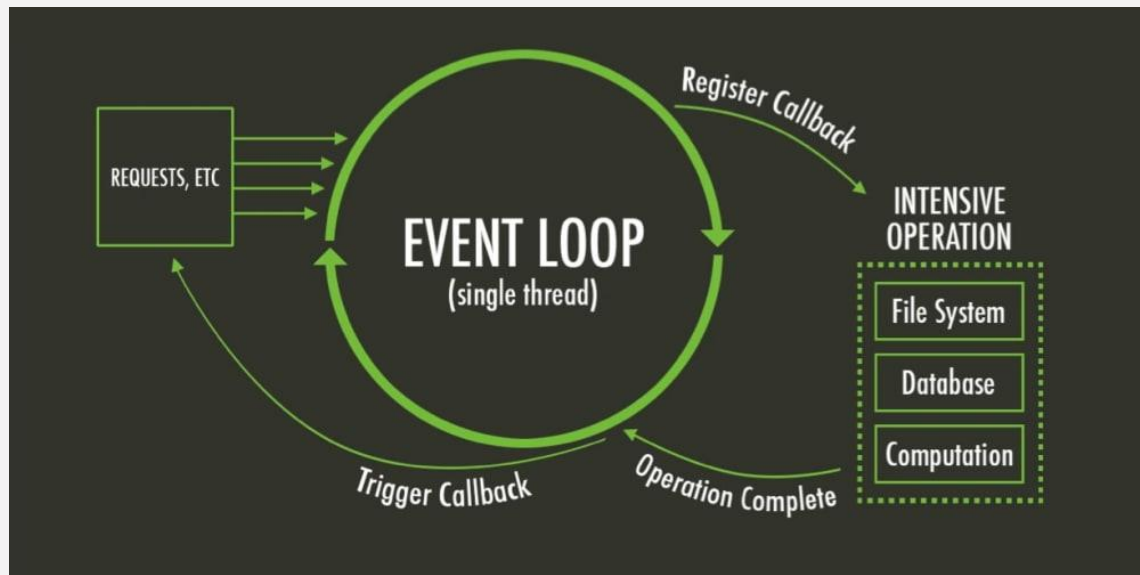 REQUESTS, ETC
EVENT LOOP
(single thread)
Register Callback
INTENSIVE
OPERATION
File System
Database
Computation
Operation Complete
Trigger Callback